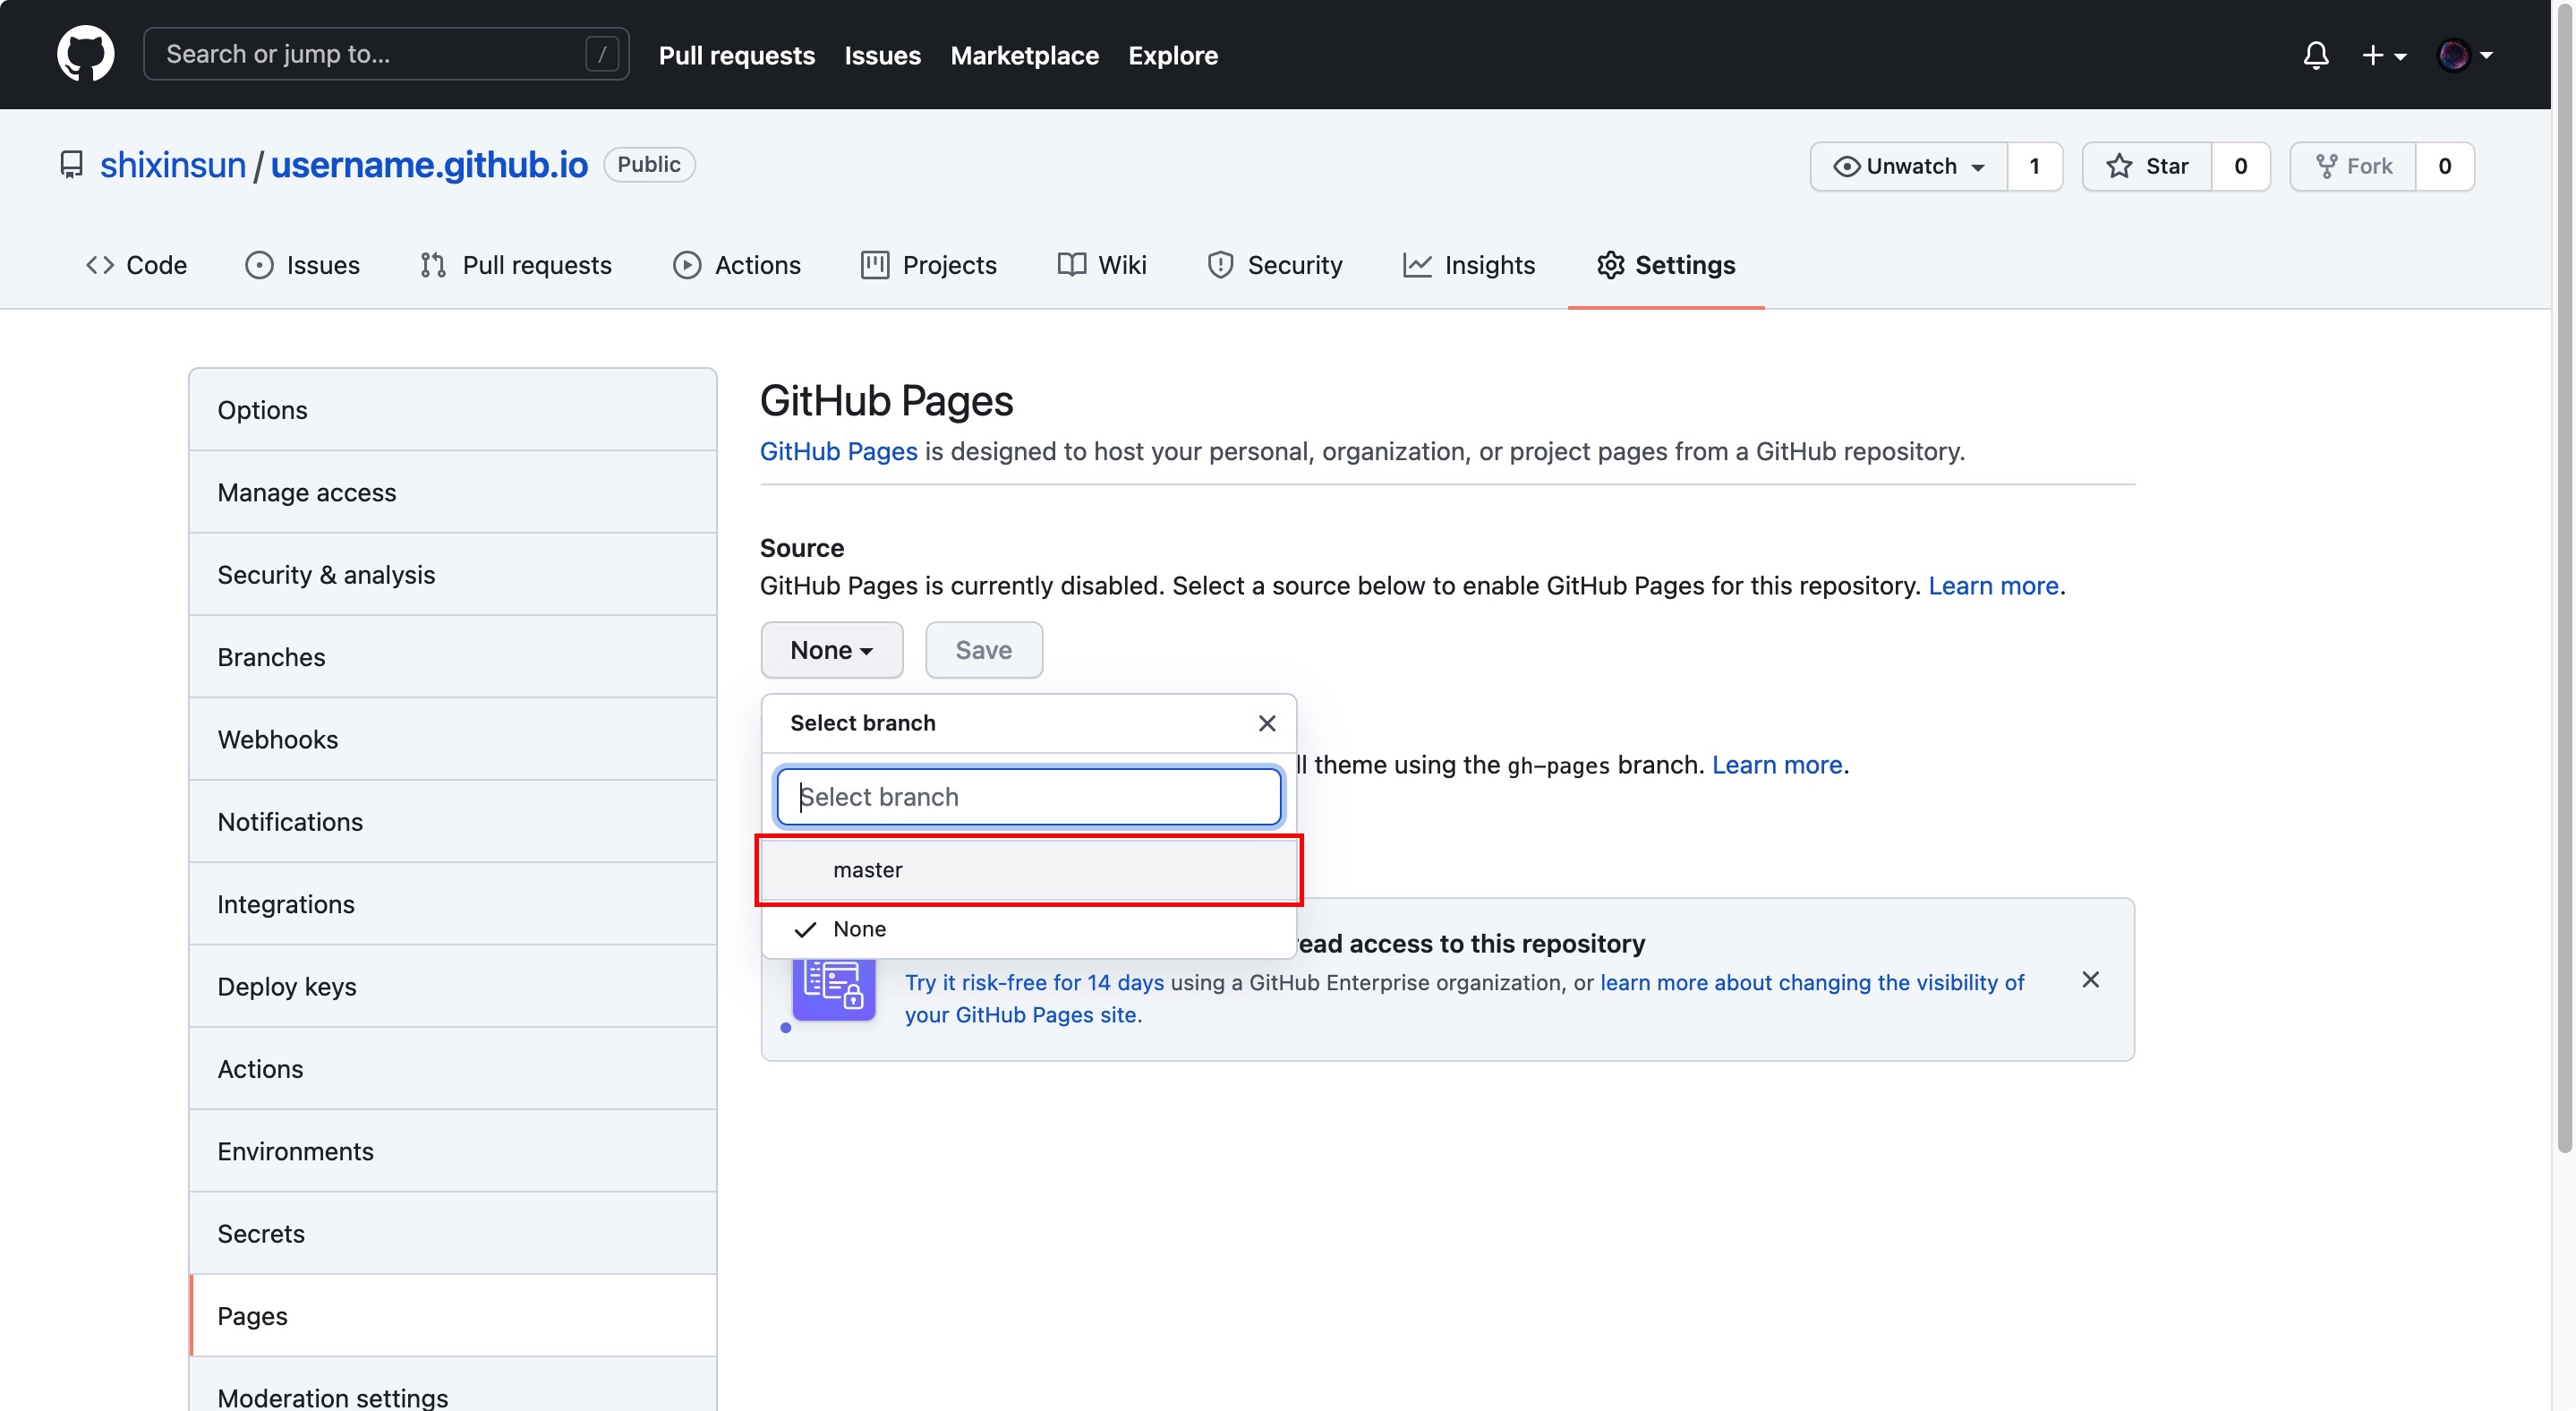 Search or jump to... /
Pull requests Issues Marketplace Explore
shixinsun / username.github.io Public
Unwatch 1 Star 0 Fork 0
Code Issues Pull requests Actions Projects Wiki Security Insights Settings
Options
Manage access
Security & analysis
Branches
Webhooks
Notifications
Integrations
Deploy keys
Actions
Environments
Secrets
Pages
Moderation settings
GitHub Pages
GitHub Pages is designed to host your personal, organization, or project pages from a GitHub repository.
Source
GitHub Pages is currently disabled. Select a source below to enable GitHub Pages for this repository. Learn more.
None Save
Select branch
Select branch
master
None
theme using the gh-pages branch. Learn more.
access to this repository
Try it risk-free for 14 days using a GitHub Enterprise organization, or learn more about changing the visibility of
your GitHub Pages site.